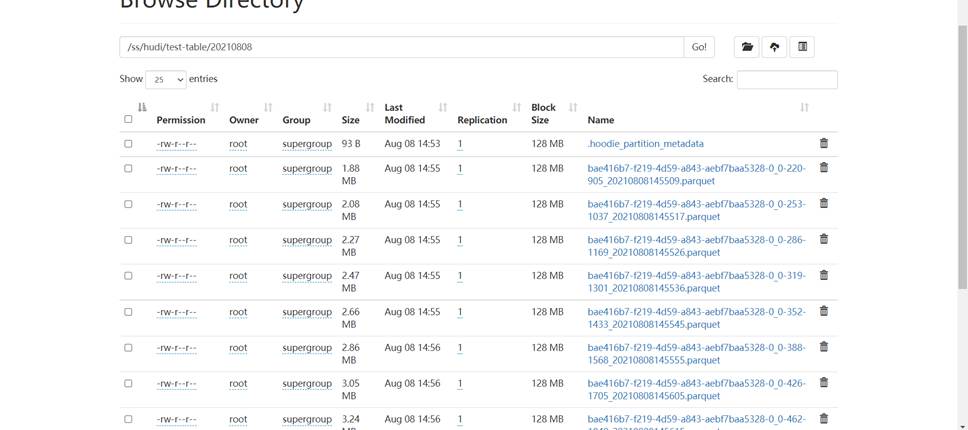 Browse Directory
/ss/hudi/test-table/20210808 Go!
Show 25 entries Search:
Last Block
Permission Owner Group Size Modified Replication Size Name
-rw-r--r-- root supergroup 93 B Aug 08 14:53 1 128 MB .hoodie_partition_metadata
-rw-r--r-- root supergroup 1.88 Aug 08 14:55 1 128 MB bae416b7-f219-4d59-a843-aebf7baa5328-0_0-220-
MB 905_20210808145509.parquet
-rw-r--r-- root supergroup 2.08 Aug 08 14:55 1 128 MB bae416b7-f219-4d59-a843-aebf7baa5328-0_0-253-
MB 1037_20210808145517.parquet
-rw-r--r-- root supergroup 2.27 Aug 08 14:55 1 128 MB bae416b7-f219-4d59-a843-aebf7baa5328-0_0-286-
MB 1169_20210808145526.parquet
-rw-r--r-- root supergroup 2.47 Aug 08 14:55 1 128 MB bae416b7-f219-4d59-a843-aebf7baa5328-0_0-319-
MB 1301_20210808145536.parquet
-rw-r--r-- root supergroup 2.66 Aug 08 14:55 1 128 MB bae416b7-f219-4d59-a843-aebf7baa5328-0_0-352-
MB 1433_20210808145545.parquet
-rw-r--r-- root supergroup 2.86 Aug 08 14:56 1 128 MB bae416b7-f219-4d59-a843-aebf7baa5328-0_0-388-
MB 1568_20210808145555.parquet
-rw-r--r-- root supergroup 3.05 Aug 08 14:56 1 128 MB bae416b7-f219-4d59-a843-aebf7baa5328-0_0-426-
MB 1705_20210808145605.parquet
-rw-r--r-- root supergroup 3.24 Aug 08 14:56 1 128 MB bae416b7-f219-4d59-a843-aebf7baa5328-0_0-462-
MB